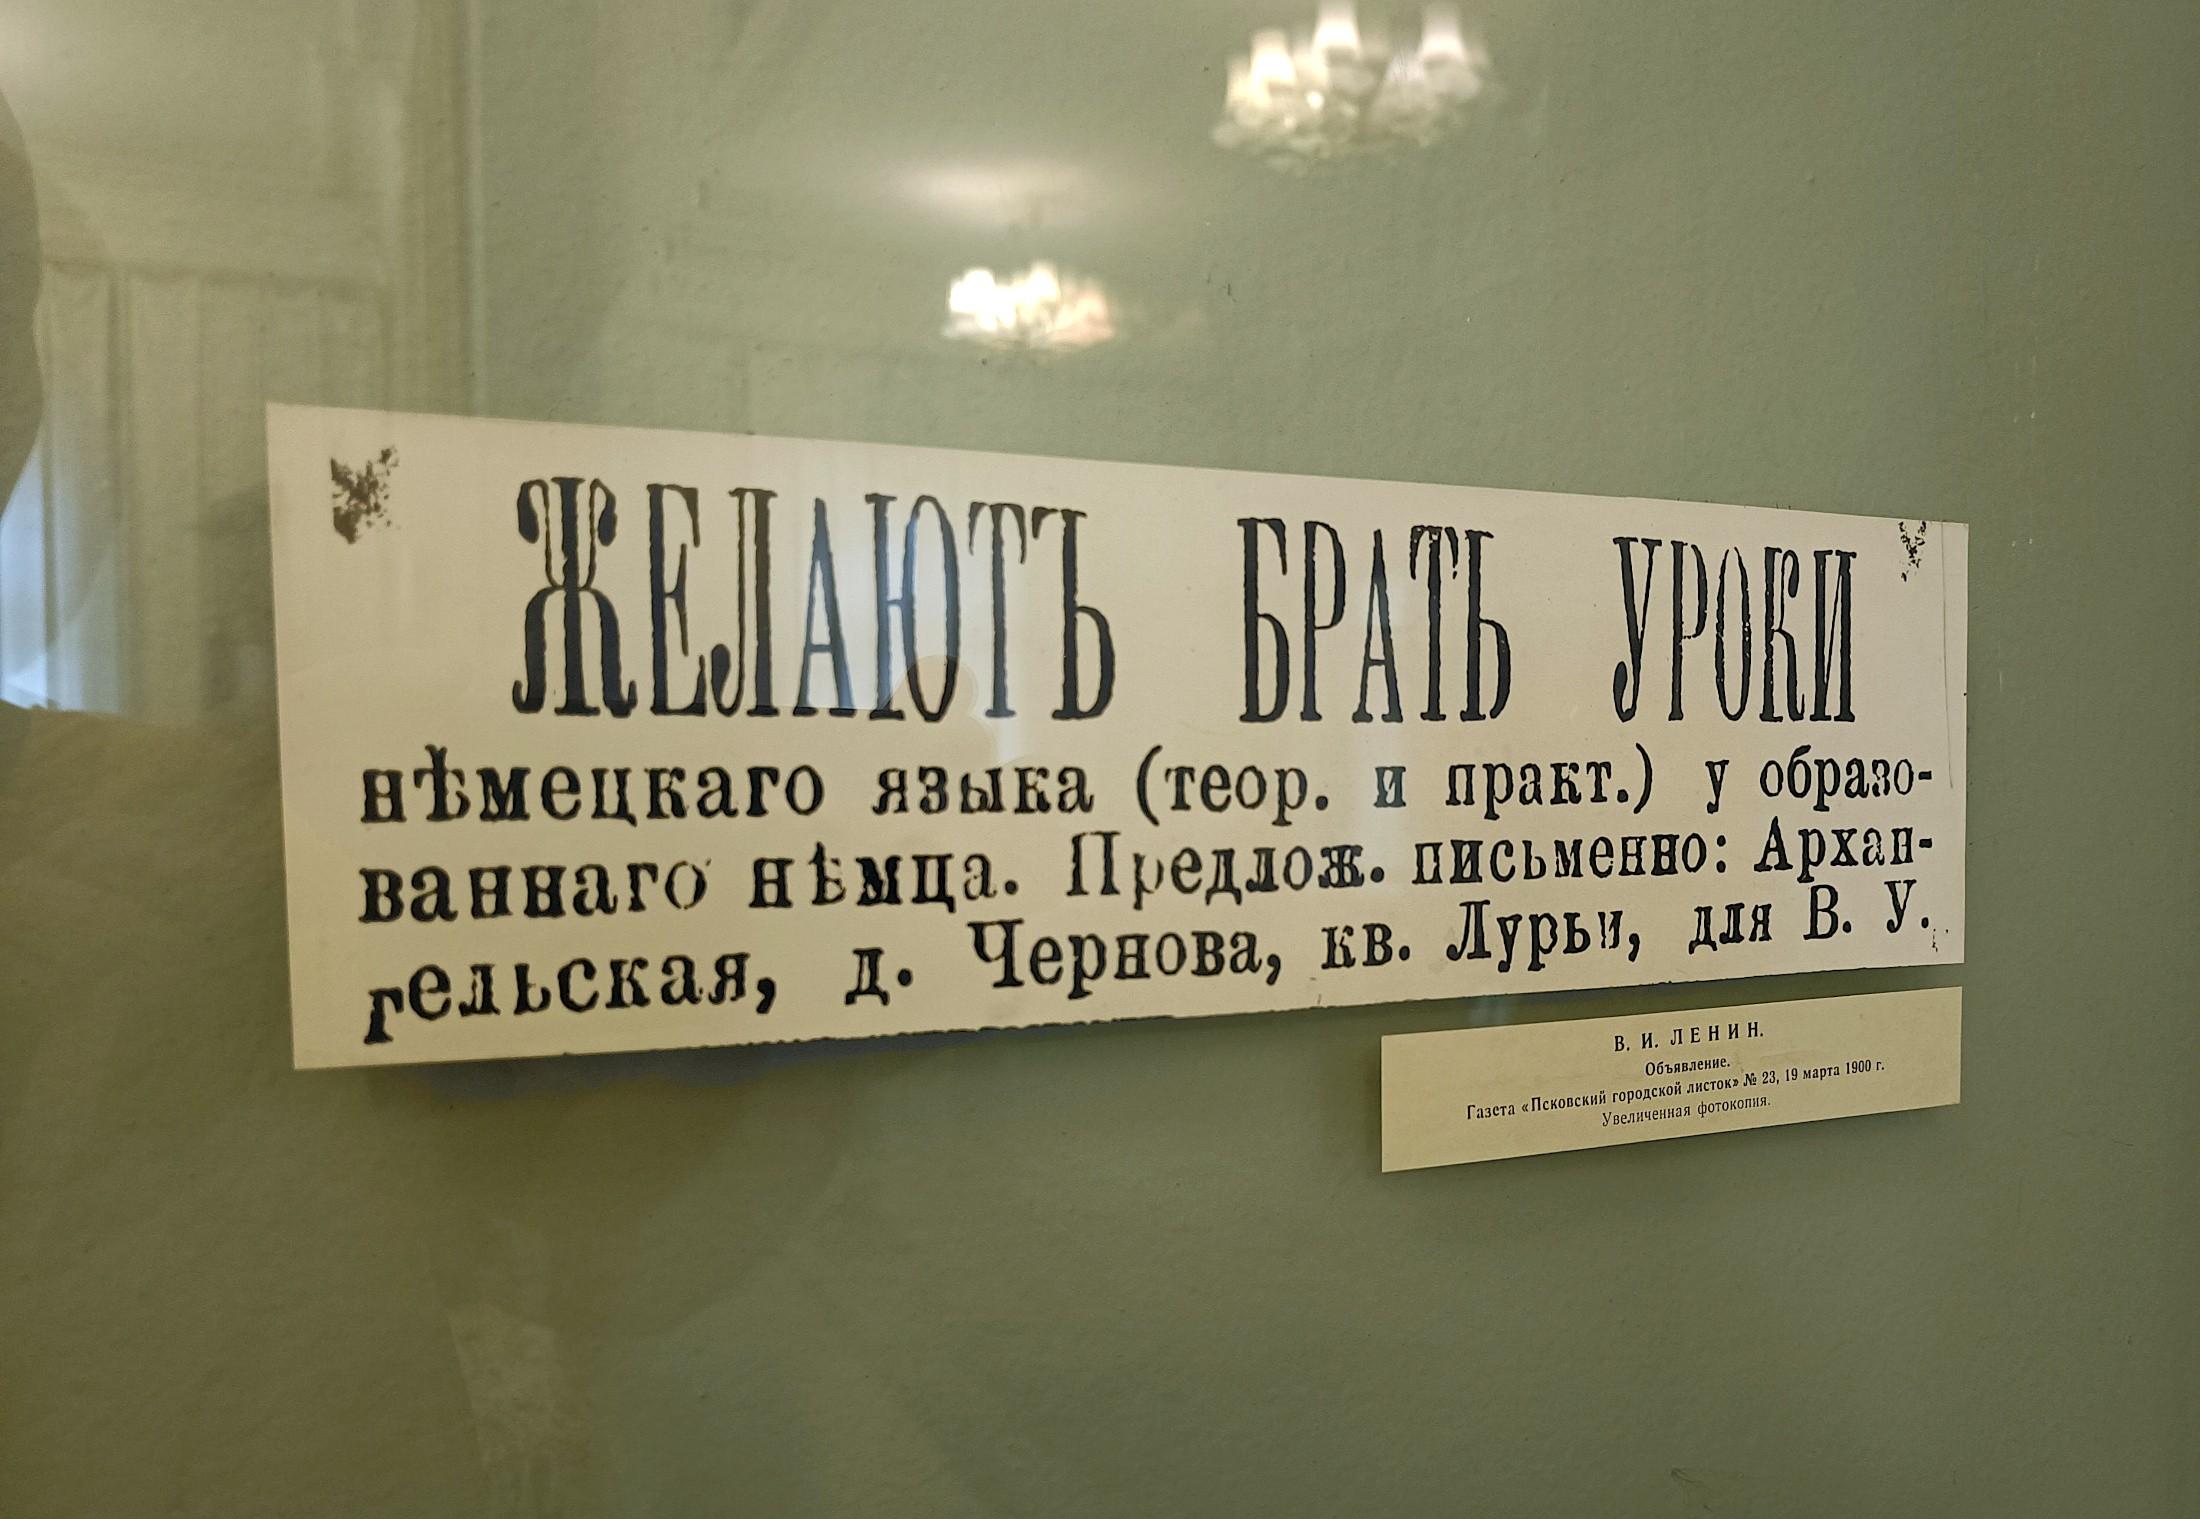 ЖЕЛАЮТЪ БРАТЬ УРОКИ
нѣмецкаго языка (теор. и практ.) у образо-
ваннаго нѣмца. Предлож. письменно: Архан-
гельская, д. Чернова, кв. Лурьи, для В. У.
В. И. ЛЕНИН.
Объявление.
Газета «Псковский городской листок» № 23, 19 марта 1900 г.
Увеличенная фотокопия.